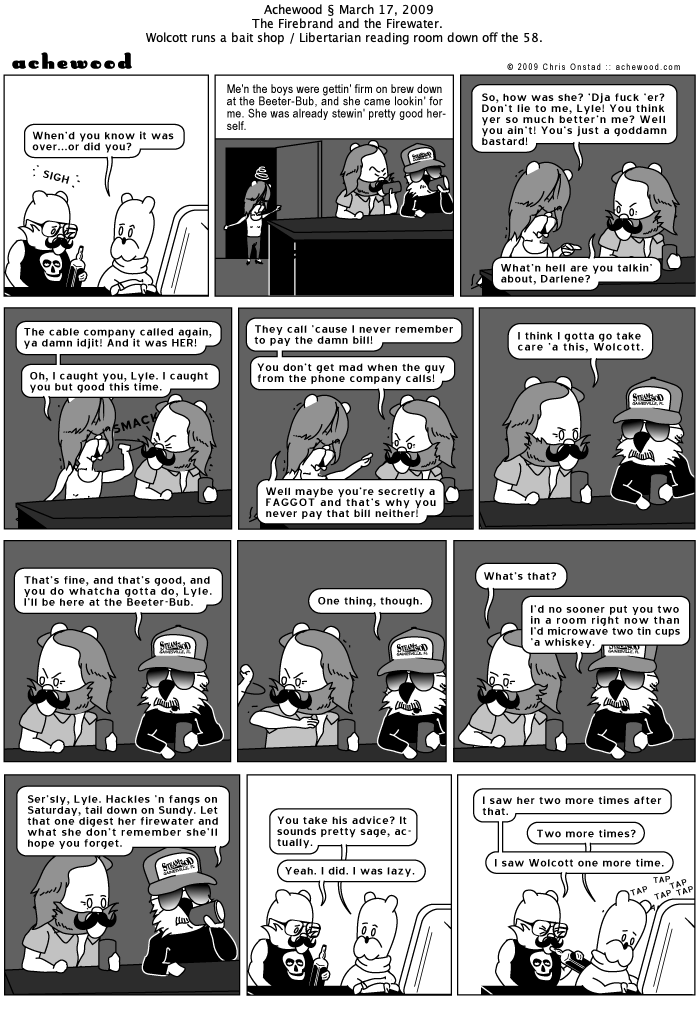 Achewood § March 17, 2009
The Firebrand and the Firewater.
Wolcott runs a bait shop / Libertarian reading room down off the 58.
achewood
© 2009 Chris Onstad :: achewood.com
When'd you know it was
over...or did you?
SIGH
Me'n the boys were gettin' firm on brew down
at the Beeter-Bub, and she came lookin' for
me. She was already stewin' pretty good her-
self.
So, how was she? 'Dja fuck 'er?
Don't lie to me, Lyle! You think
yer so much better'n me? Well
you ain't! You's just a goddamn
bastard!
What'n hell are you talkin'
about, Darlene?
The cable company called again,
ya damn idjit! And it was HER!
Oh, I caught you, Lyle. I caught
you but good this time.
SMACK
They call 'cause I never remember
to pay the damn bill!
You don't get mad when the guy
from the phone company calls!
Well maybe you're secretly a
FAGGOT and that's why you
never pay that bill neither!
I think I gotta go take
care 'a this, Wolcott.
That's fine, and that's good, and
you do whatcha gotta do, Lyle.
I'll be here at the Beeter-Bub.
One thing, though.
What's that?
I'd no sooner put you two
in a room right now than
I'd microwave two tin cups
'a whiskey.
Ser'sly, Lyle. Hackles 'n fangs on
Saturday, tail down on Sundy. Let
that one digest her firewater and
what she don't remember she'll
hope you forget.
You take his advice? It
sounds pretty sage, ac-
tually.
Yeah. I did. I was lazy.
I saw her two more times after
that.
Two more times?
I saw Wolcott one more time.
TAP TAP TAP TAP TAP